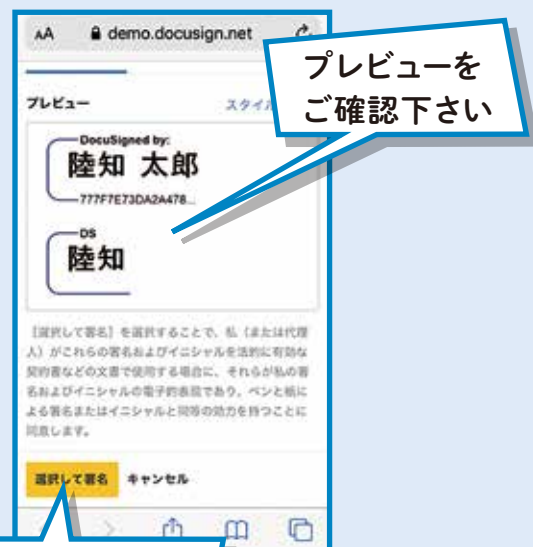 AA demo.docusign.net
プレビューを
ご確認下さい
プレビュー
DocuSigned by:
陸知 太郎
777F7E73DA2A478...
DS
陸知
[選択して署名] を選択することで、私 (または代理
人) がこれらの署名およびイニシャルを法的に有効な
契約書などの文書で使用する場合に、それらが私の署
名およびイニシャルの電子的表現であり、ペンと紙に
よる署名またはイニシャルと同等の効力を持つことに
同意します。
選択して署名 キャンセル